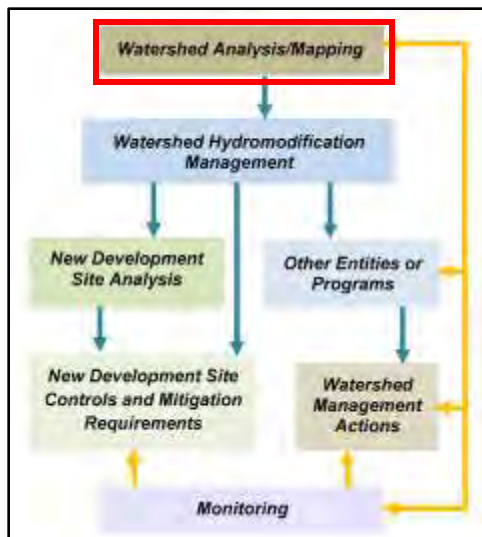 Watershed Analysis/Mapping
Watershed Hydromodification
Management
New Development
Site Analysis
Other Entities or
Programs
New Development Site
Controls and Mitigation
Requirements
Watershed
Management
Actions
Monitoring